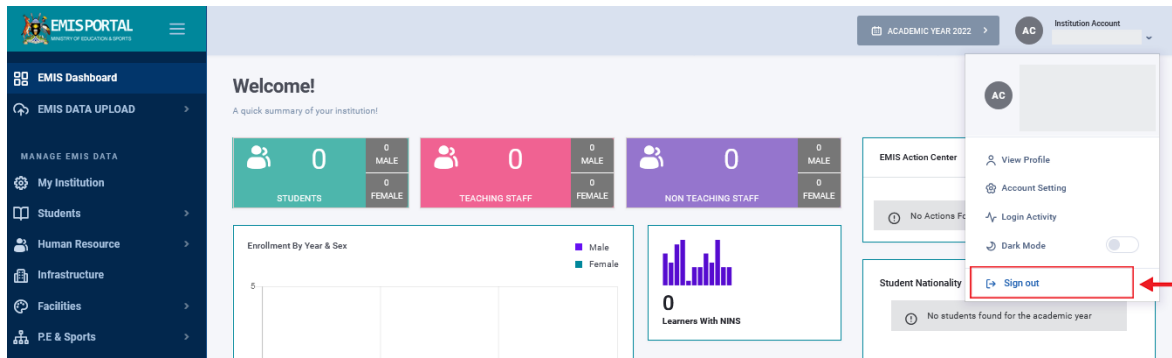 EMIS PORTAL
MINISTRY OF EDUCATION & SPORTS
ACADEMIC YEAR 2022
AC
Institution Account
EMIS Dashboard
EMIS DATA UPLOAD
MANAGE EMIS DATA
My Institution
Students
Human Resource
Infrastructure
Facilities
P.E & Sports
Welcome!
A quick summary of your institution!
0
STUDENTS
0
MALE
0
FEMALE
0
TEACHING STAFF
0
MALE
0
FEMALE
0
NON TEACHING STAFF
0
MALE
0
FEMALE
Enrollment By Year & Sex
Male
Female
5
0
Learners With NINS
EMIS Action Center
No Actions Fo
Student Nationality
No students found for the academic year
AC
View Profile
Account Setting
Login Activity
Dark Mode
Sign out